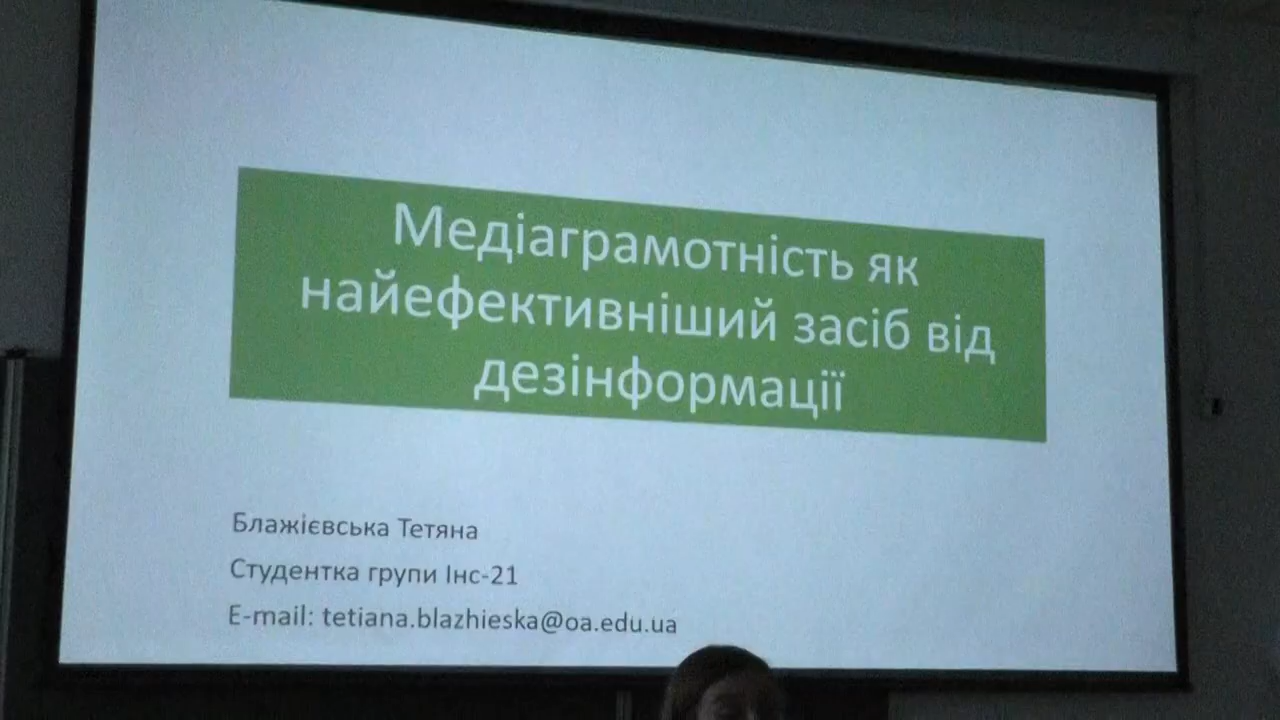 Медіаграмотність як
найефективніший засіб від
дезінформації
Блажієвська Тетяна
Студентка групи Інс-21
E-mail: tetiana.blazhieska@oa.edu.ua